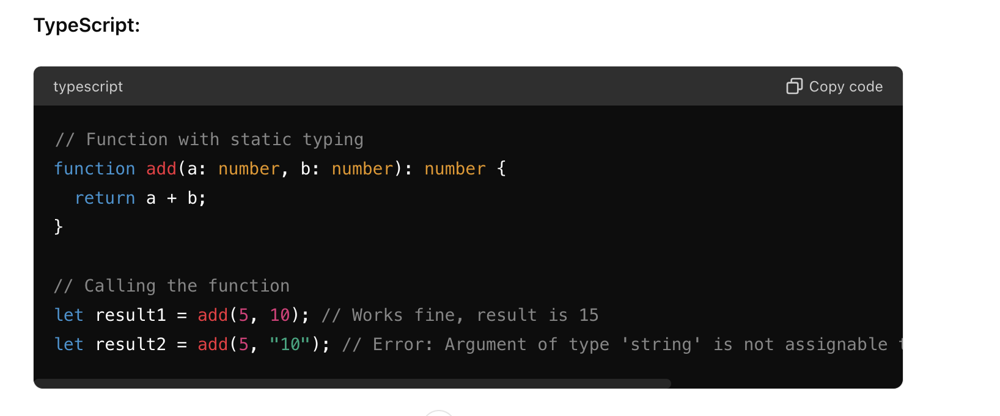 TypeScript:
typescript
Copy code
// Function with static typing
function add(a: number, b: number): number {
  return a + b;
}
// Calling the function
let result1 = add(5, 10); // Works fine, result is 15
let result2 = add(5, "10"); // Error: Argument of type 'string' is not assignable